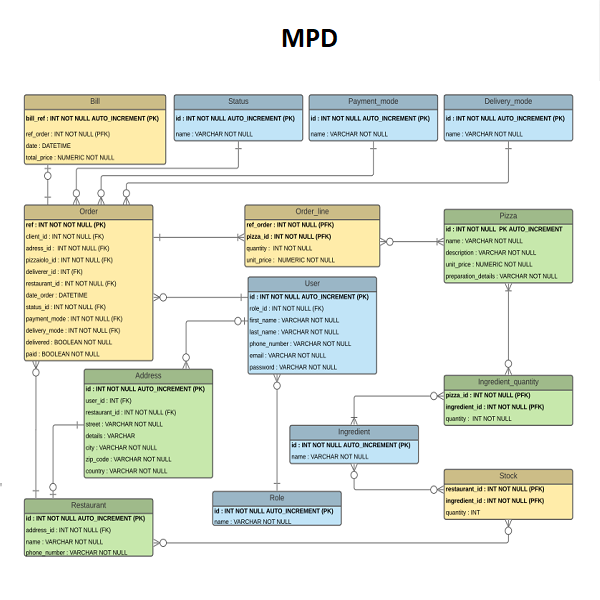 MPD
Bill
bill_ref : INT NOT NULL AUTO_INCREMENT (PK)
ref_order : INT NOT NULL (PFK)
date : DATETIME
total_price : NUMERIC NOT NULL
Status
id : INT NOT NULL AUTO_INCREMENT (PK)
name : VARCHAR NOT NULL
Payment_mode
id : INT NOT NULL AUTO_INCREMENT (PK)
name : VARCHAR NOT NULL
Delivery_mode
id : INT NOT NULL AUTO_INCREMENT (PK)
name : VARCHAR NOT NULL
Order
ref : INT NOT NULL (PK)
client_id : INT NOT NULL (FK)
adress_id : INT NOT NULL (FK)
pizzaiolo_id : INT NOT NULL (FK)
deliverer_id : INT (FK)
restaurant_id : INT NOT NULL (FK)
date_order : DATETIME
status_id : INT NOT NULL (FK)
payment_mode : INT NOT NULL (FK)
delivery_mode : INT NOT NULL (FK)
delivered : BOOLEAN NOT NULL
paid : BOOLEAN NOT NULL
Order_line
ref_order : INT NOT NULL (PFK)
pizza_id : INT NOT NULL (PFK)
quantity : INT NOT NULL
unit_price : NUMERIC NOT NULL
Pizza
id : INT NOT NULL PK AUTO_INCREMENT
name : VARCHAR NOT NULL
description : VARCHAR NOT NULL
unit_price : NUMERIC NOT NULL
preparation_details : VARCHAR NOT NULL
User
id : INT NOT NULL AUTO_INCREMENT (PK)
role_id : INT NOT NULL (FK)
first_name : VARCHAR NOT NULL
last_name : VARCHAR NOT NULL
phone_number : VARCHAR NOT NULL
email : VARCHAR NOT NULL
password : VARCHAR NOT NULL
Address
id : INT NOT NULL AUTO_INCREMENT (PK)
user_id : INT (FK)
restaurant_id : INT NOT NULL (FK)
street : VARCHAR NOT NULL
details : VARCHAR
city : VARCHAR NOT NULL
zip_code : VARCHAR NOT NULL
country : VARCHAR NOT NULL
Ingredient_quantity
pizza_id : INT NOT NULL (PFK)
ingredient_id : INT NOT NULL (PFK)
quantity : INT NOT NULL
Ingredient
id : INT NOT NULL AUTO_INCREMENT (PK)
name : VARCHAR NOT NULL
Stock
restaurant_id : INT NOT NULL (PFK)
ingredient_id : INT NOT NULL (PFK)
quantity : INT
Role
id : INT NOT NULL AUTO_INCREMENT (PK)
name : VARCHAR NOT NULL
Restaurant
id : INT NOT NULL AUTO_INCREMENT (PK)
address_id : INT NOT NULL (FK)
name : VARCHAR NOT NULL
phone_number : VARCHAR NOT NULL